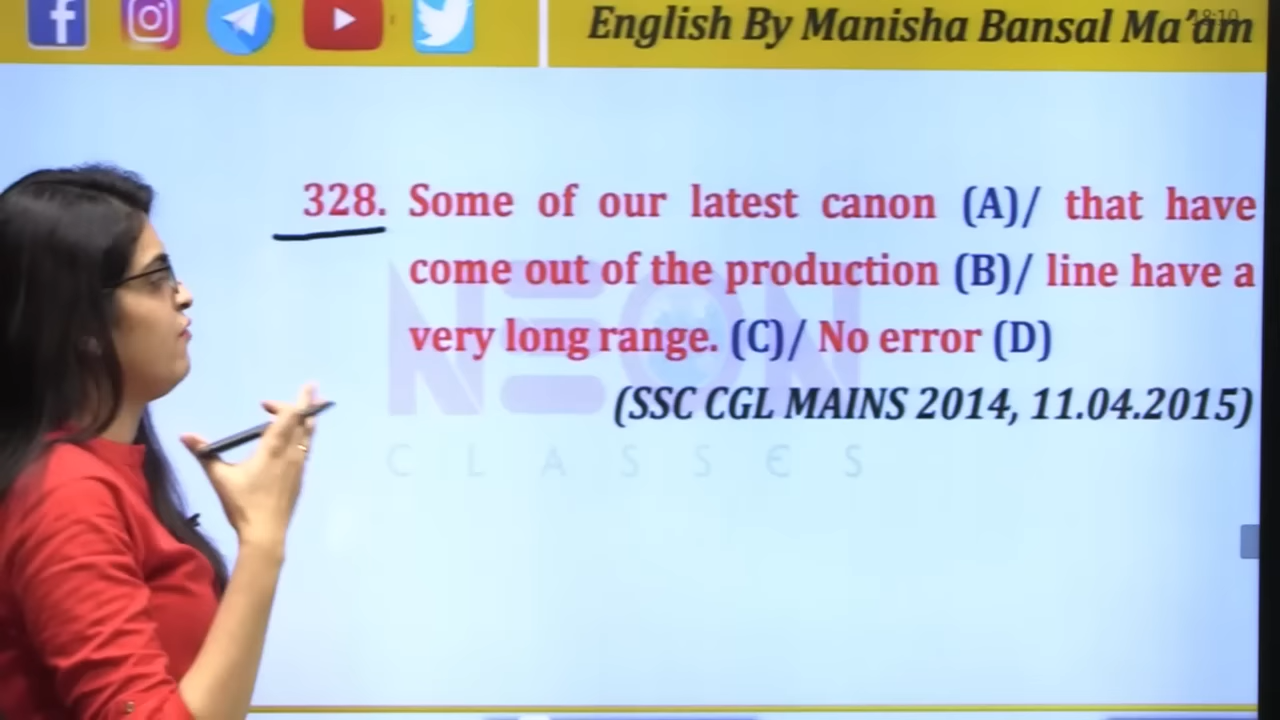 English By Manisha Bansal Ma’am
328. Some of our latest canon (A)/ that have
come out of the production (B)/ line have a
very long range. (C)/ No error (D)
(SSC CGL MAINS 2014, 11.04.2015)
NEON
CLASSES